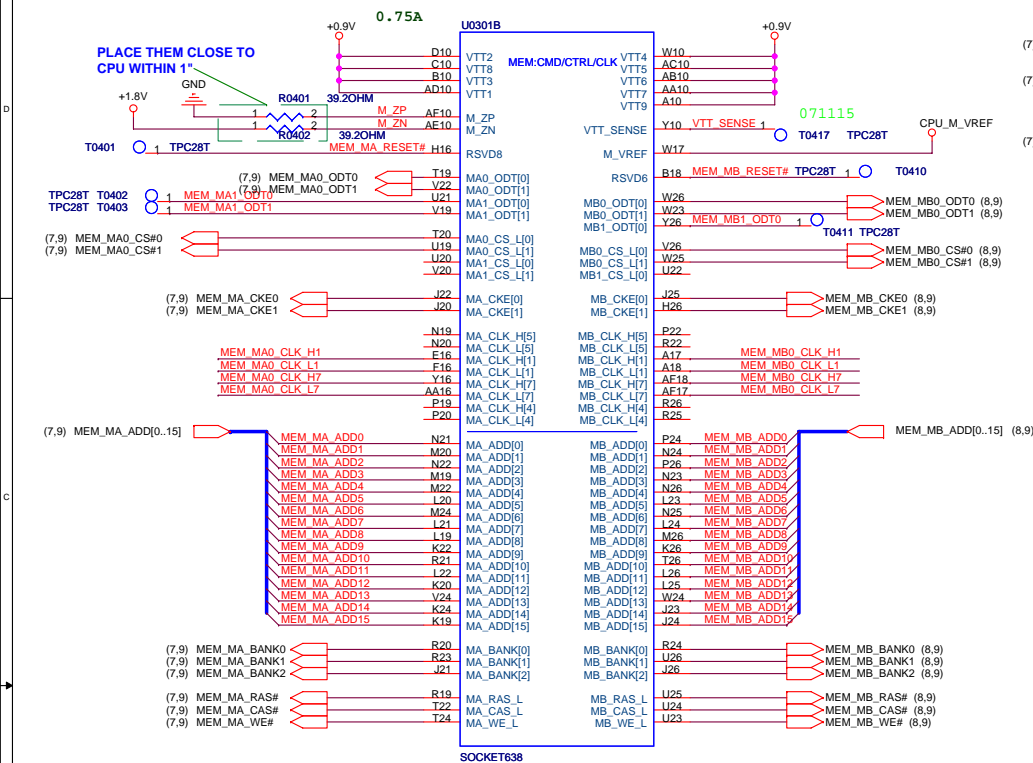 0.75A
+0.9V
U0301B
+0.9V
PLACE THEM CLOSE TO
CPU WITHIN 1"
MEM:CMD/CTRL/CLK
D10 VTT2 VTT4 W10
C10 VTT8 VTT5 AC10
B10 VTT3 VTT6 AB10
AD10 VTT1 VTT7 AA10
VTT9 A10
GND
+1.8V
R0401 39.2OHM
1 2 M_ZP AF10 M_ZP
1 2 M_ZN AE10 M_ZN
R0402 39.2OHM
071115
VTT_SENSE Y10 VTT_SENSE 1 T0417 TPC28T
CPU_M_VREF
M_VREF W17
T0401 1 TPC28T MEM_MA_RESET# H16 RSVD8
RSVD6 B18 MEM_MB_RESET# TPC28T 1 T0410
(7,9) MEM_MA0_ODT0 T19 MA0_ODT[0]
(7,9) MEM_MA0_ODT1 V22 MA0_ODT[1]
TPC28T T0402 1 MEM_MA1_ODT0 U21 MA1_ODT[0] MB0_ODT[0] W26 MEM_MB0_ODT0 (8,9)
TPC28T T0403 1 MEM_MA1_ODT1 V19 MA1_ODT[1] MB0_ODT[1] W23 MEM_MB0_ODT1 (8,9)
MB1_ODT[0] Y26 MEM_MB1_ODT0 1 T0411 TPC28T
(7,9) MEM_MA0_CS#0 T20 MA0_CS_L[0]
(7,9) MEM_MA0_CS#1 U19 MA0_CS_L[1] MB0_CS_L[0] V26 MEM_MB0_CS#0 (8,9)
U20 MA1_CS_L[0] MB0_CS_L[1] W25 MEM_MB0_CS#1 (8,9)
V20 MA1_CS_L[1] MB1_CS_L[0] U22
(7,9) MEM_MA_CKE0 J22 MA_CKE[0] MB_CKE[0] J25 MEM_MB_CKE0 (8,9)
(7,9) MEM_MA_CKE1 J20 MA_CKE[1] MB_CKE[1] H26 MEM_MB_CKE1 (8,9)
N19 MA_CLK_H[5] MB_CLK_H[5] P22
N20 MA_CLK_L[5] MB_CLK_L[5] R22
MEM_MA0_CLK_H1 E16 MA_CLK_H[1] MB_CLK_H[1] A17 MEM_MB0_CLK_H1
MEM_MA0_CLK_L1 F16 MA_CLK_L[1] MB_CLK_L[1] A18 MEM_MB0_CLK_L1
MEM_MA0_CLK_H7 Y16 MA_CLK_H[7] MB_CLK_H[7] AF18 MEM_MB0_CLK_H7
MEM_MA0_CLK_L7 AA16 MA_CLK_L[7] MB_CLK_L[7] AF17 MEM_MB0_CLK_L7
P19 MA_CLK_H[4] MB_CLK_H[4] R26
P20 MA_CLK_L[4] MB_CLK_L[4] R25
(7,9) MEM_MA_ADD[0..15] MEM_MB_ADD[0..15] (8,9)
MEM_MA_ADD0 N21 MA_ADD[0] MB_ADD[0] P24 MEM_MB_ADD0
MEM_MA_ADD1 M20 MA_ADD[1] MB_ADD[1] N24 MEM_MB_ADD1
MEM_MA_ADD2 N22 MA_ADD[2] MB_ADD[2] P26 MEM_MB_ADD2
MEM_MA_ADD3 M19 MA_ADD[3] MB_ADD[3] N23 MEM_MB_ADD3
MEM_MA_ADD4 M22 MA_ADD[4] MB_ADD[4] N26 MEM_MB_ADD4
MEM_MA_ADD5 L20 MA_ADD[5] MB_ADD[5] L23 MEM_MB_ADD5
MEM_MA_ADD6 M24 MA_ADD[6] MB_ADD[6] N25 MEM_MB_ADD6
MEM_MA_ADD7 L21 MA_ADD[7] MB_ADD[7] L24 MEM_MB_ADD7
MEM_MA_ADD8 L19 MA_ADD[8] MB_ADD[8] M26 MEM_MB_ADD8
MEM_MA_ADD9 K22 MA_ADD[9] MB_ADD[9] K26 MEM_MB_ADD9
MEM_MA_ADD10 R21 MA_ADD[10] MB_ADD[10] T26 MEM_MB_ADD10
MEM_MA_ADD11 L22 MA_ADD[11] MB_ADD[11] L26 MEM_MB_ADD11
MEM_MA_ADD12 K20 MA_ADD[12] MB_ADD[12] L25 MEM_MB_ADD12
MEM_MA_ADD13 V24 MA_ADD[13] MB_ADD[13] W24 MEM_MB_ADD13
MEM_MA_ADD14 K24 MA_ADD[14] MB_ADD[14] J23 MEM_MB_ADD14
MEM_MA_ADD15 K19 MA_ADD[15] MB_ADD[15] J24 MEM_MB_ADD15
(7,9) MEM_MA_BANK0 R20 MA_BANK[0] MB_BANK[0] R24 MEM_MB_BANK0 (8,9)
(7,9) MEM_MA_BANK1 R23 MA_BANK[1] MB_BANK[1] U26 MEM_MB_BANK1 (8,9)
(7,9) MEM_MA_BANK2 J21 MA_BANK[2] MB_BANK[2] J26 MEM_MB_BANK2 (8,9)
(7,9) MEM_MA_RAS# R19 MA_RAS_L MB_RAS_L U25 MEM_MB_RAS# (8,9)
(7,9) MEM_MA_CAS# T22 MA_CAS_L MB_CAS_L U24 MEM_MB_CAS# (8,9)
(7,9) MEM_MA_WE# T24 MA_WE_L MB_WE_L U23 MEM_MB_WE# (8,9)
SOCKET638
D
C
(7
(7
(7